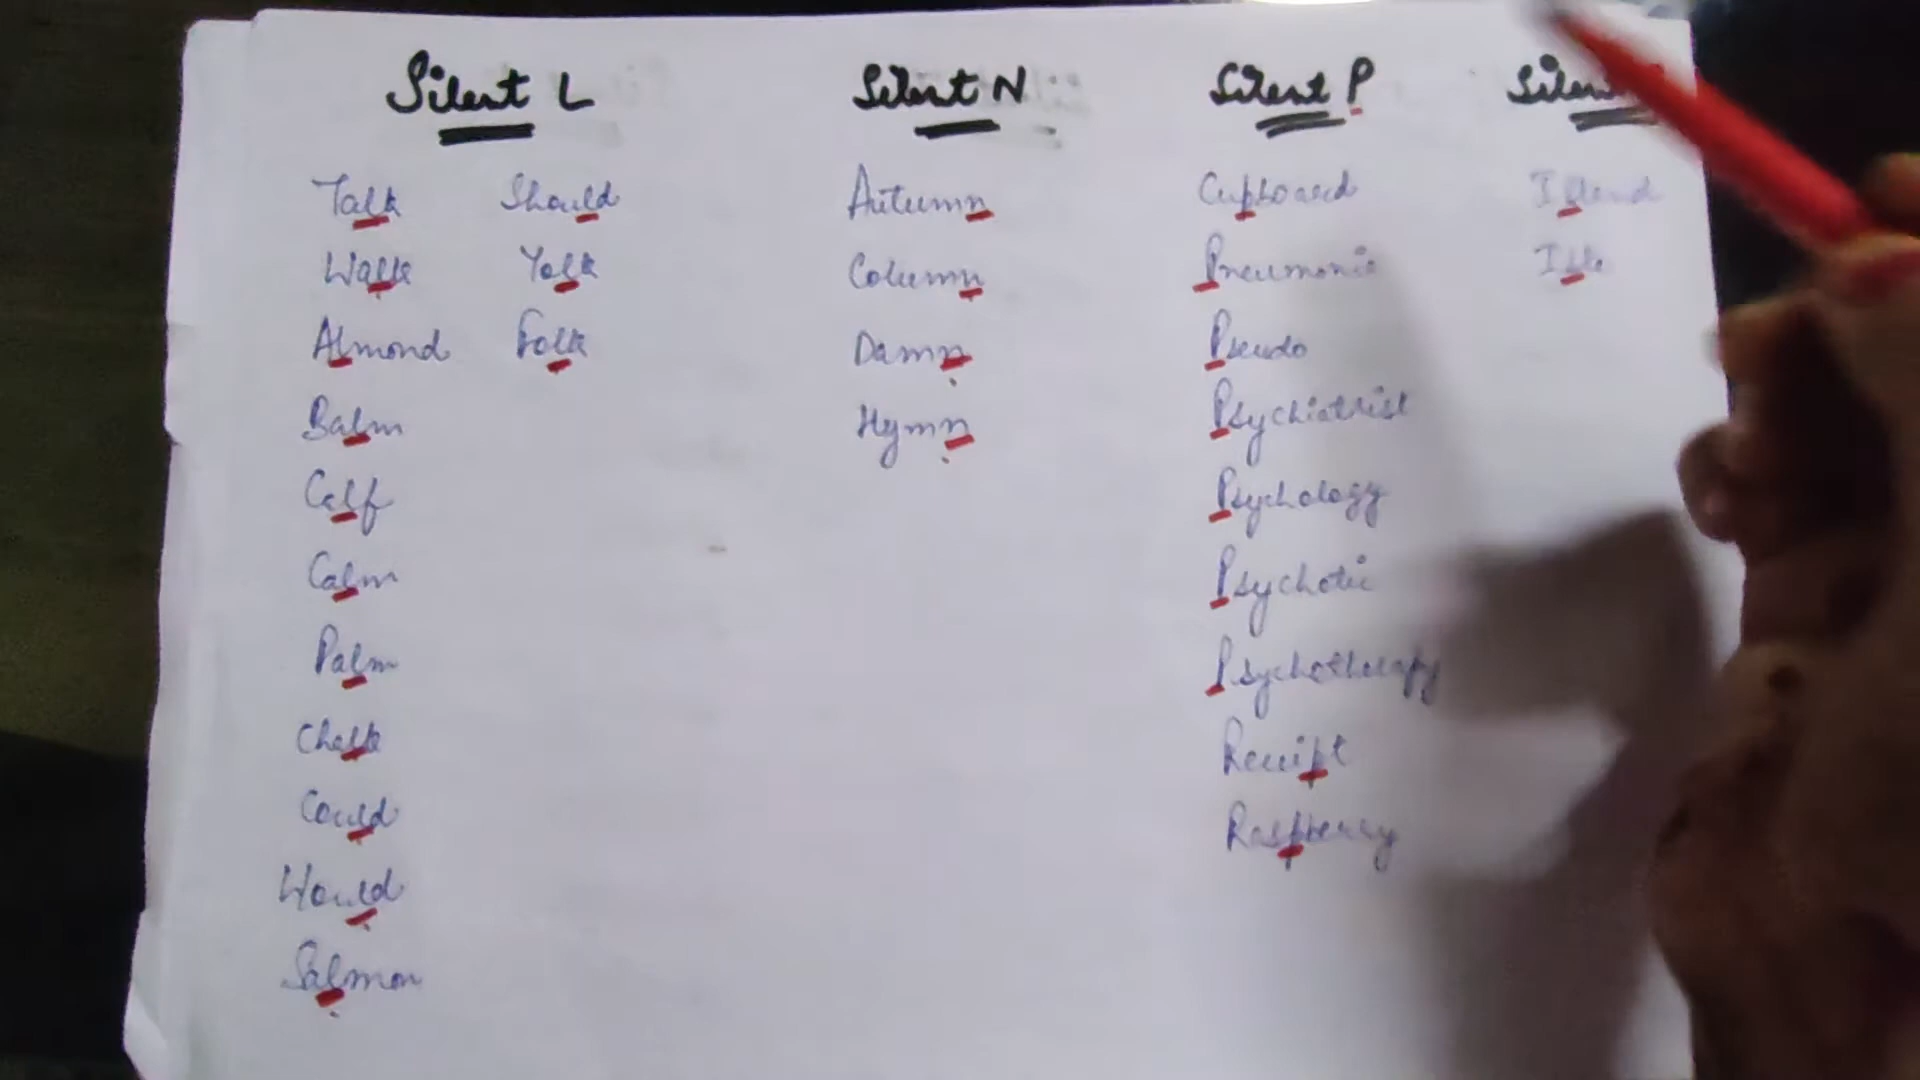 Silent L
Talk Should
Walk Yolk
Almond Folk
Balm
Calf
Calm
Palm
Chalk
Could
Would
Salmon
Silent N
Autumn
Column
Damn
Hymn
Silent P
Cupboard
Pneumonia
Pseudo
Psychiatrist
Psychology
Psychotic
Psychotherapy
Receipt
Raspberry
Silent
Island
Isle